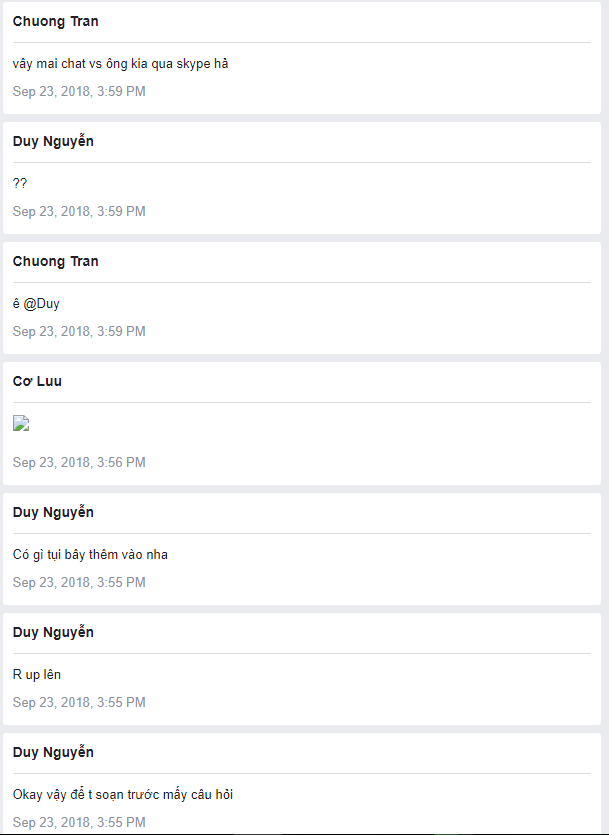 Chuong Tran
vây mai chat vs ông kia qua skype hả
Sep 23, 2018, 3:59 PM
Duy Nguyễn
??
Sep 23, 2018, 3:59 PM
Chuong Tran
ê @Duy
Sep 23, 2018, 3:59 PM
Cơ Luu
Sep 23, 2018, 3:56 PM
Duy Nguyễn
Có gì tụi bây thêm vào nha
Sep 23, 2018, 3:55 PM
Duy Nguyễn
R up lên
Sep 23, 2018, 3:55 PM
Duy Nguyễn
Okay vậy để t soạn trước mấy câu hỏi
Sep 23, 2018, 3:55 PM